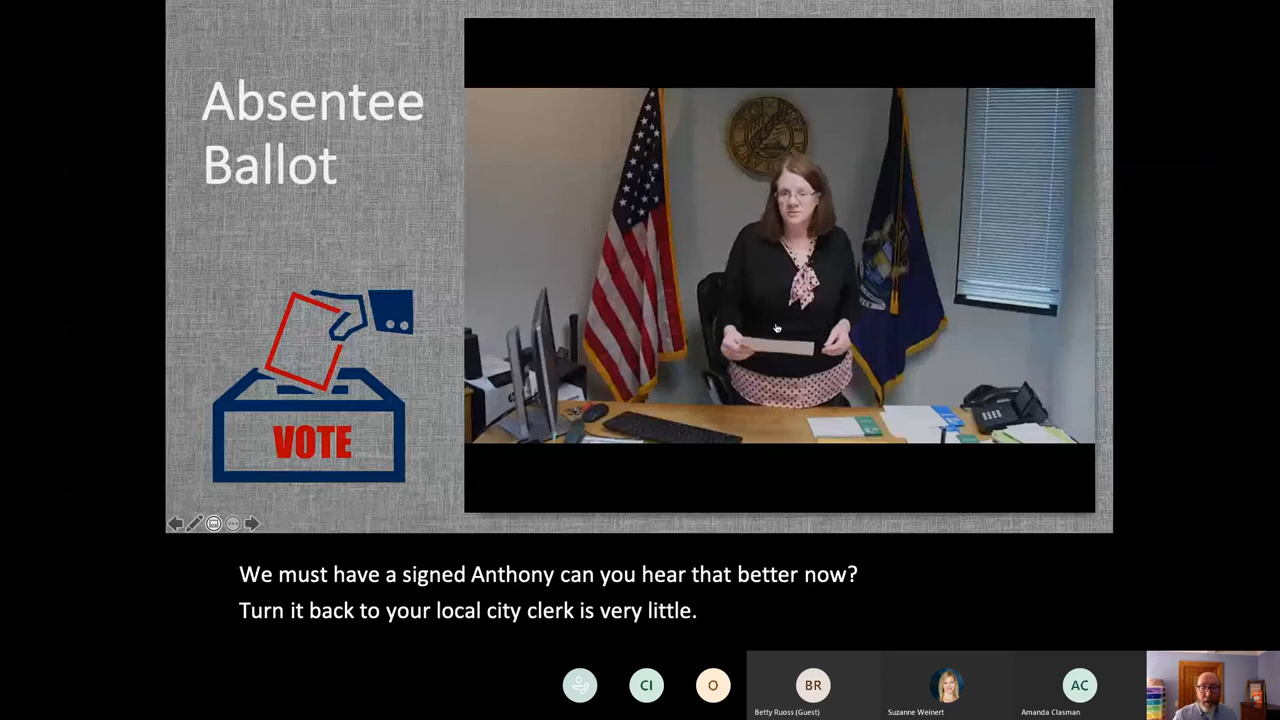 Absentee
Ballot
VOTE
We must have a signed Anthony can you hear that better now?
Turn it back to your local city clerk is very little.
CI
O
BR
AC
Betty Ruoss (Guest)
Suzanne Weinert
Amanda Clasman